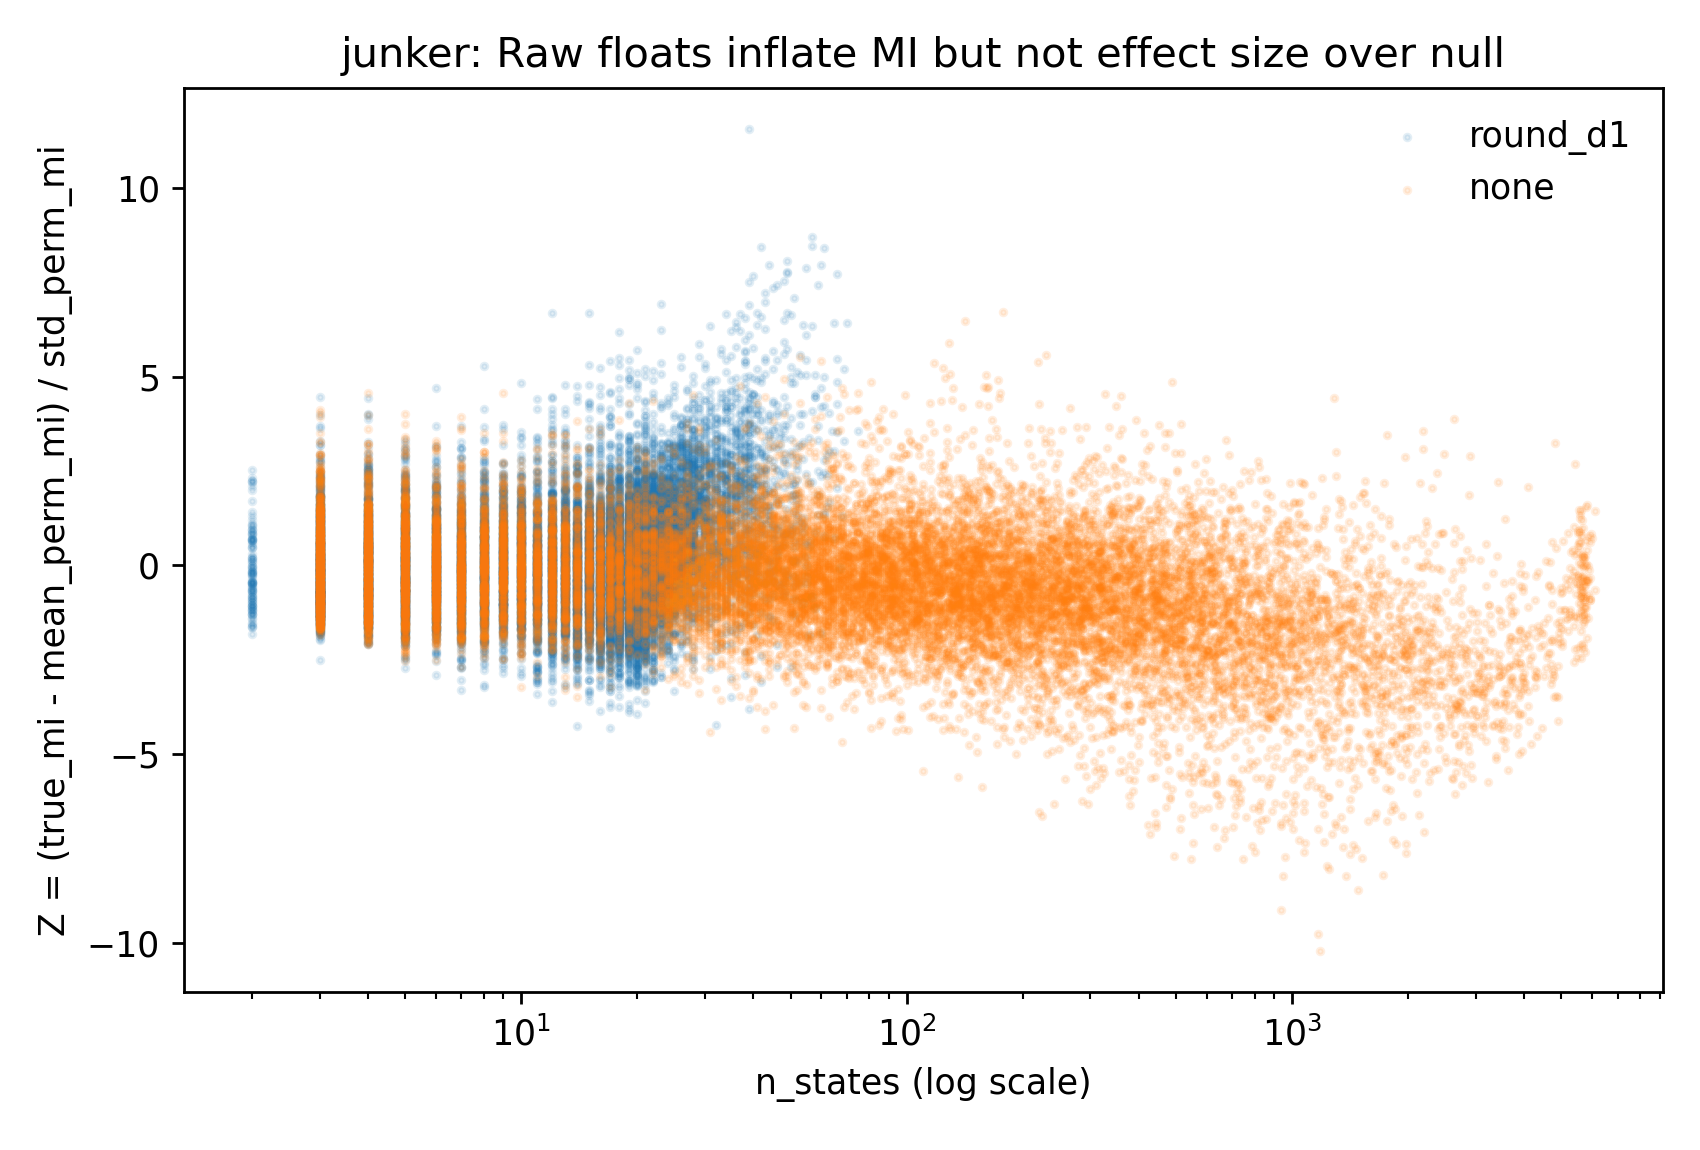 junker: Raw floats inflate MI but not effect size over null
round_d1
none
Z = (true_mi - mean_perm_mi) / std_perm_mi
10
5
0
−5
−10
10¹
10²
10³
n_states (log scale)